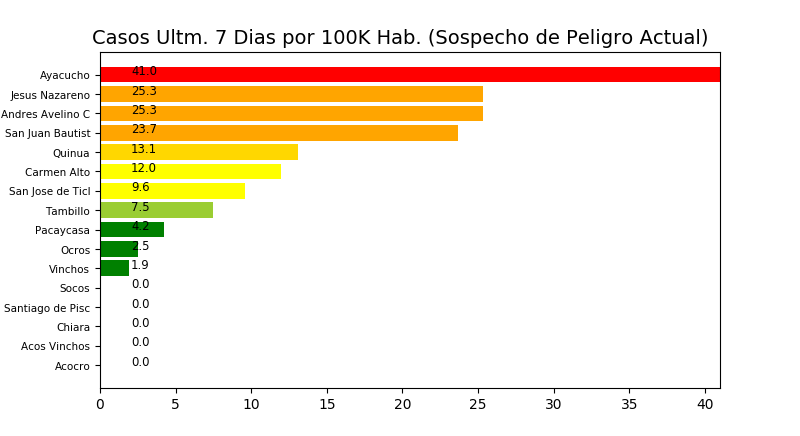 Casos Ultm. 7 Dias por 100K Hab. (Sospecho de Peligro Actual)
Ayacucho 41.0
Jesus Nazareno 25.3
Andres Avelino C 25.3
San Juan Bautist 23.7
Quinua 13.1
Carmen Alto 12.0
San Jose de Ticl 9.6
Tambillo 7.5
Pacaycasa 4.2
Ocros 2.5
Vinchos 1.9
Socos 0.0
Santiago de Pisc 0.0
Chiara 0.0
Acos Vinchos 0.0
Acocro 0.0
0 5 10 15 20 25 30 35 40